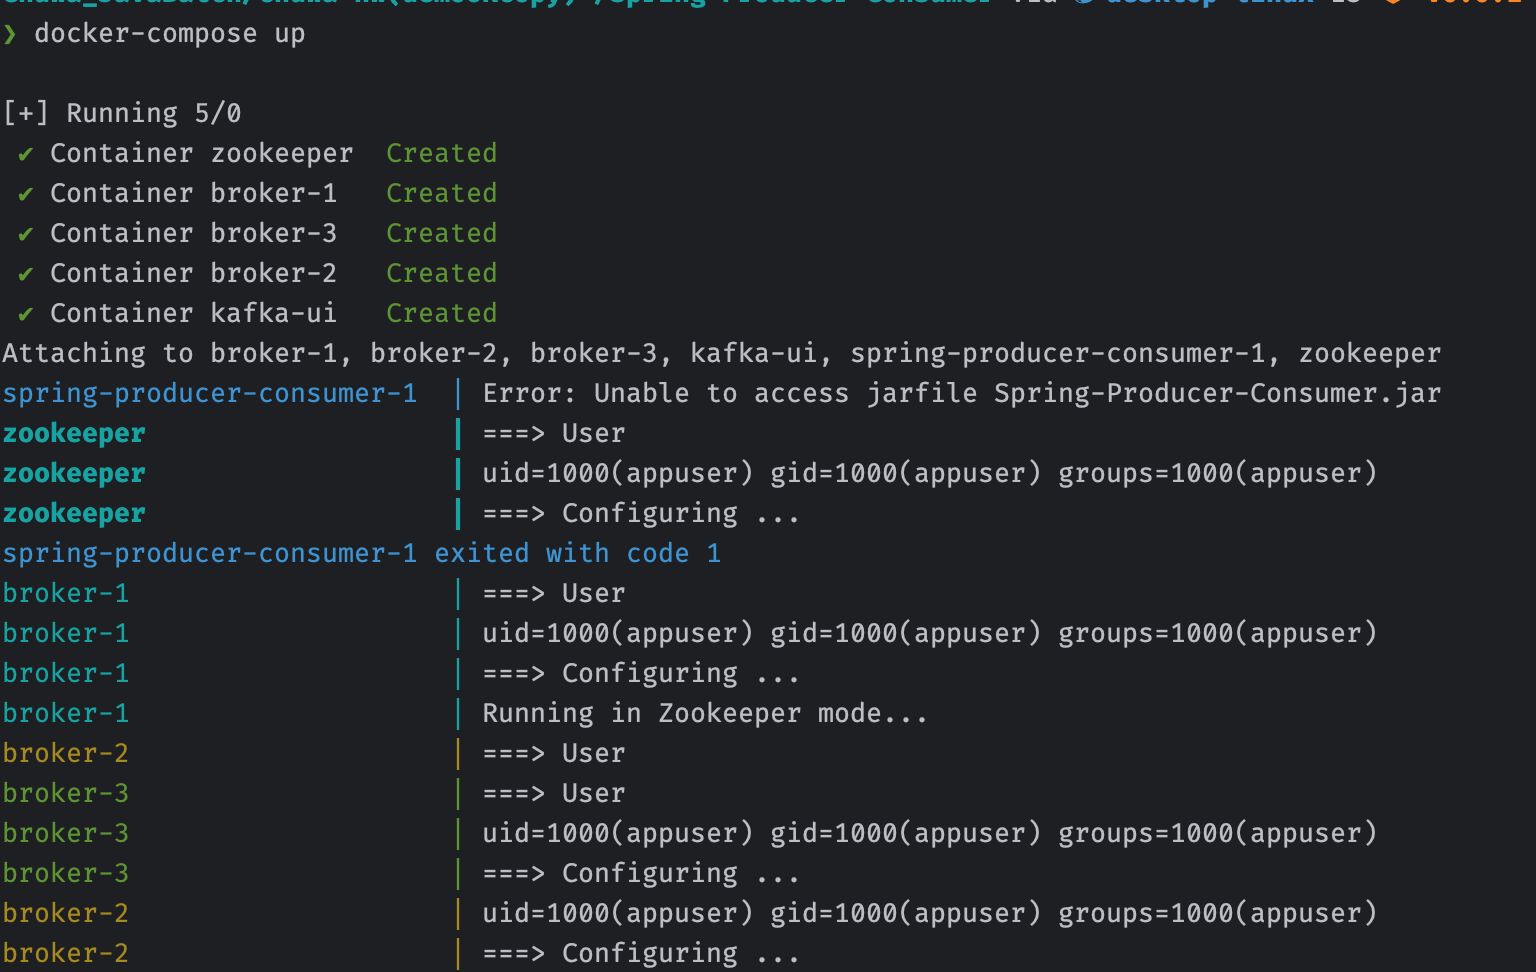 ❯ docker-compose up
[+] Running 5/0
✔ Container zookeeper  Created
✔ Container broker-1   Created
✔ Container broker-3   Created
✔ Container broker-2   Created
✔ Container kafka-ui   Created
Attaching to broker-1, broker-2, broker-3, kafka-ui, spring-producer-consumer-1, zookeeper
spring-producer-consumer-1  | Error: Unable to access jarfile Spring-Producer-Consumer.jar
zookeeper                   | ===> User
zookeeper                   | uid=1000(appuser) gid=1000(appuser) groups=1000(appuser)
zookeeper                   | ===> Configuring ...
spring-producer-consumer-1 exited with code 1
broker-1                    | ===> User
broker-1                    | uid=1000(appuser) gid=1000(appuser) groups=1000(appuser)
broker-1                    | ===> Configuring ...
broker-1                    | Running in Zookeeper mode...
broker-2                    | ===> User
broker-3                    | ===> User
broker-3                    | uid=1000(appuser) gid=1000(appuser) groups=1000(appuser)
broker-3                    | ===> Configuring ...
broker-2                    | uid=1000(appuser) gid=1000(appuser) groups=1000(appuser)
broker-2                    | ===> Configuring ...